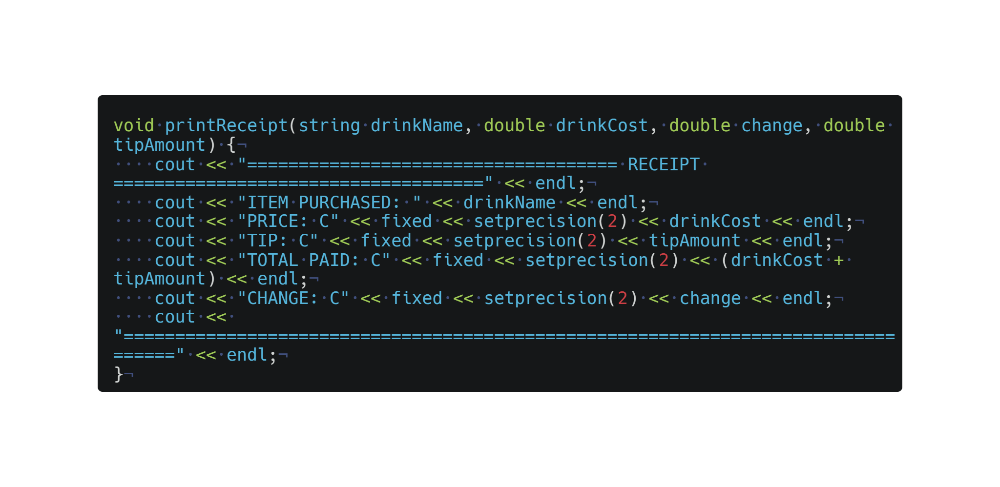 void·printReceipt(string·drinkName,·double·drinkCost,·double·change,·double·
tipAmount)·{¬
····cout·<<·"====================================·RECEIPT·
===================================="·<<·endl;¬
····cout·<<·"ITEM·PURCHASED:·"·<<·drinkName·<<·endl;¬
····cout·<<·"PRICE:·C"·<<·fixed·<<·setprecision(2)·<<·drinkCost·<<·endl;¬
····cout·<<·"TIP:·C"·<<·fixed·<<·setprecision(2)·<<·tipAmount·<<·endl;¬
····cout·<<·"TOTAL·PAID:·C"·<<·fixed·<<·setprecision(2)·<<·(drinkCost·+·
tipAmount)·<<·endl;¬
····cout·<<·"CHANGE:·C"·<<·fixed·<<·setprecision(2)·<<·change·<<·endl;¬
····cout·<<·
"===========================================================================
======"·<<·endl;¬
}¬